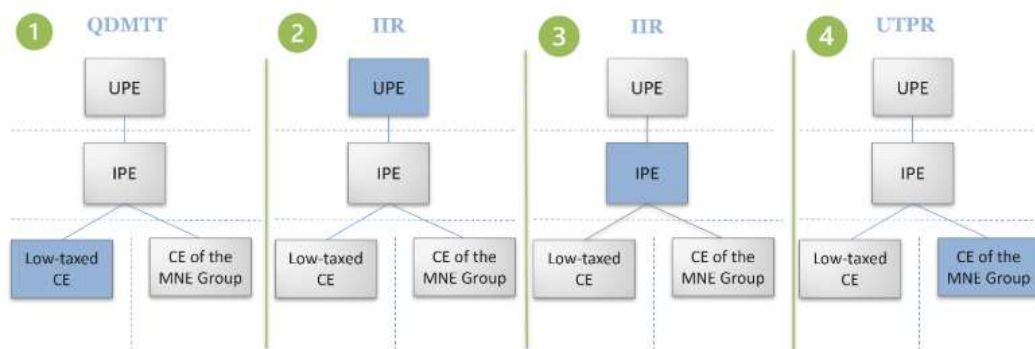 1 QDMTT
UPE
IPE
Low-taxed
CE
CE of the
MNE Group
2 IIR
UPE
IPE
Low-taxed
CE
CE of the
MNE Group
3 IIR
UPE
IPE
Low-taxed
CE
CE of the
MNE Group
4 UTPR
UPE
IPE
Low-taxed
CE
CE of the
MNE Group